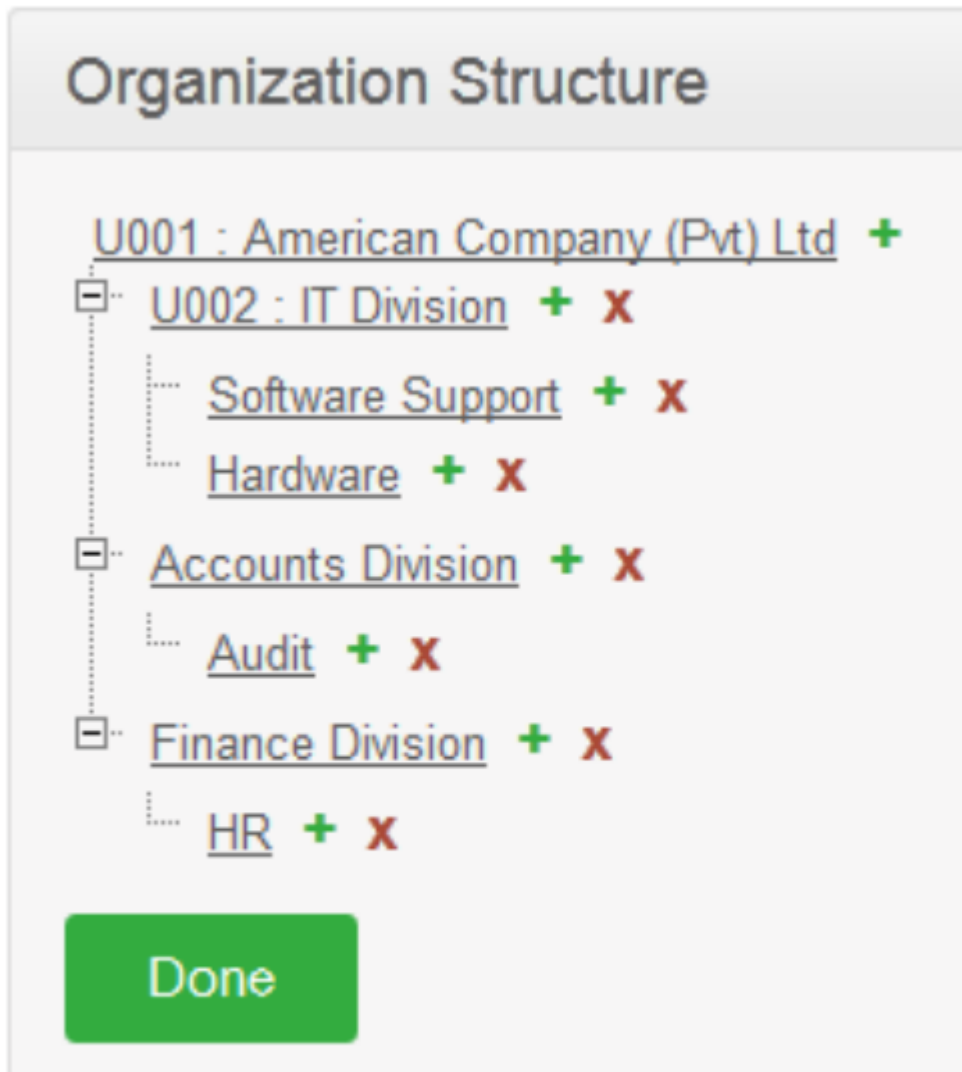 Organization Structure
U001 : American Company (Pvt) Ltd +
U002 : IT Division + x
Software Support + x
Hardware + x
Accounts Division + x
Audit + x
Finance Division + x
HR + x
Done